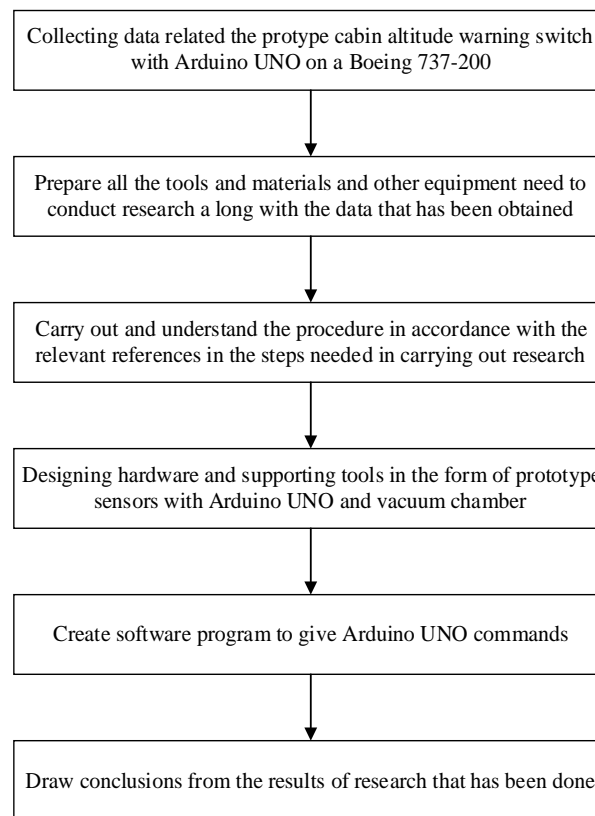 Collecting data related the protype cabin altitude warning switch
with Arduino UNO on a Boeing 737-200
Prepare all the tools and materials and other equipment need to
conduct research a long with the data that has been obtained
Carry out and understand the procedure in accordance with the
relevant references in the steps needed in carrying out research
Designing hardware and supporting tools in the form of prototype
sensors with Arduino UNO and vacuum chamber
Create software program to give Arduino UNO commands
Draw conclusions from the results of research that has been done